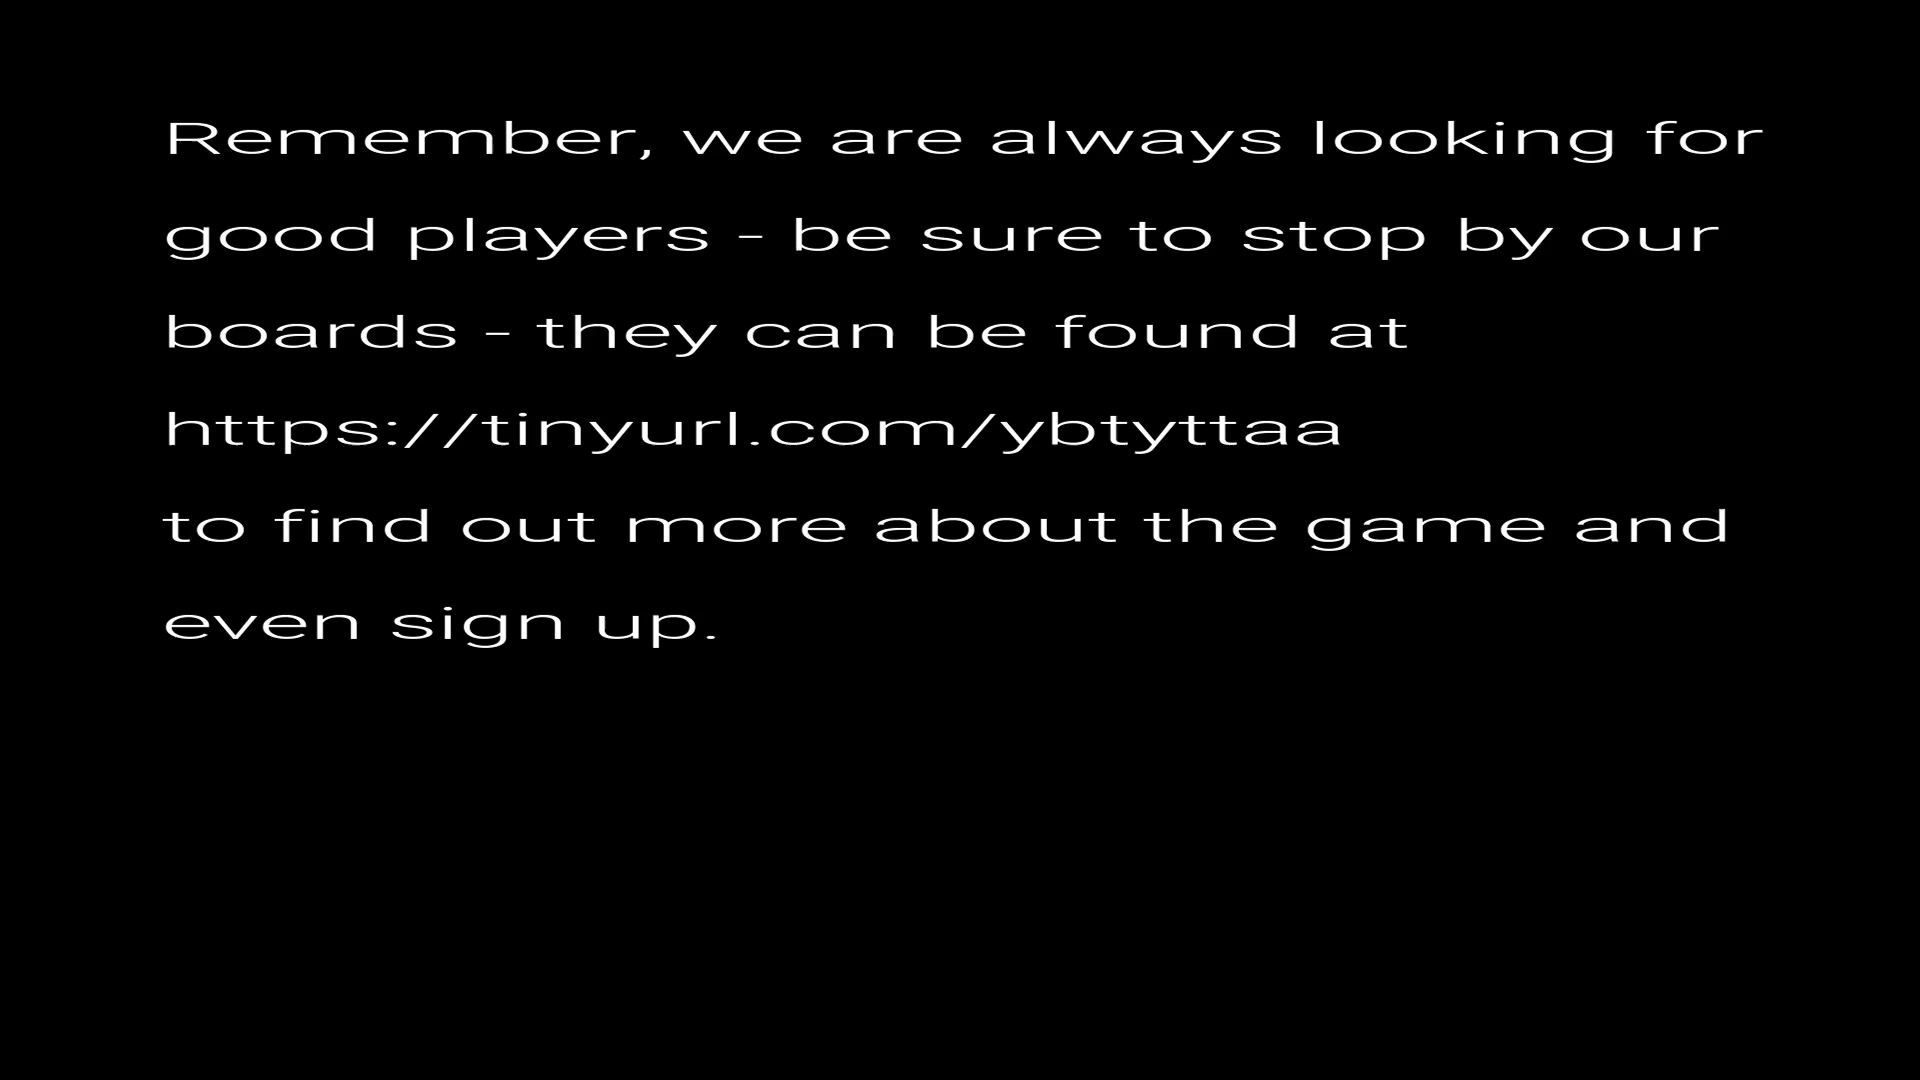 Remember, we are always looking for
good players - be sure to stop by our
boards - they can be found at
https://tinyurl.com/ybtyttaa
to find out more about the game and
even sign up.